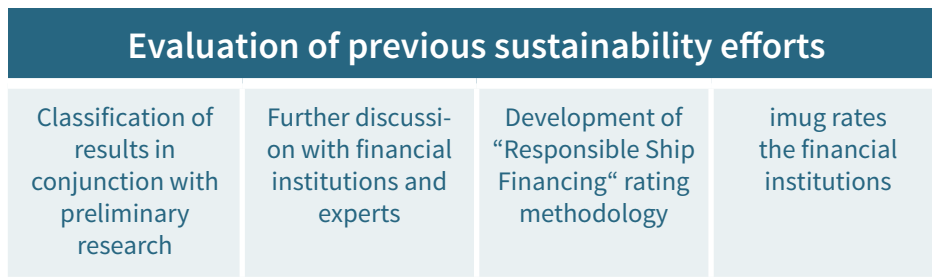 Evaluation of previous sustainability efforts
Classification of
results in
conjunction with
preliminary
research
Further discussi-
on with financial
institutions and
experts
Development of
“Responsible Ship
Financing“ rating
methodology
imug rates
the financial
institutions